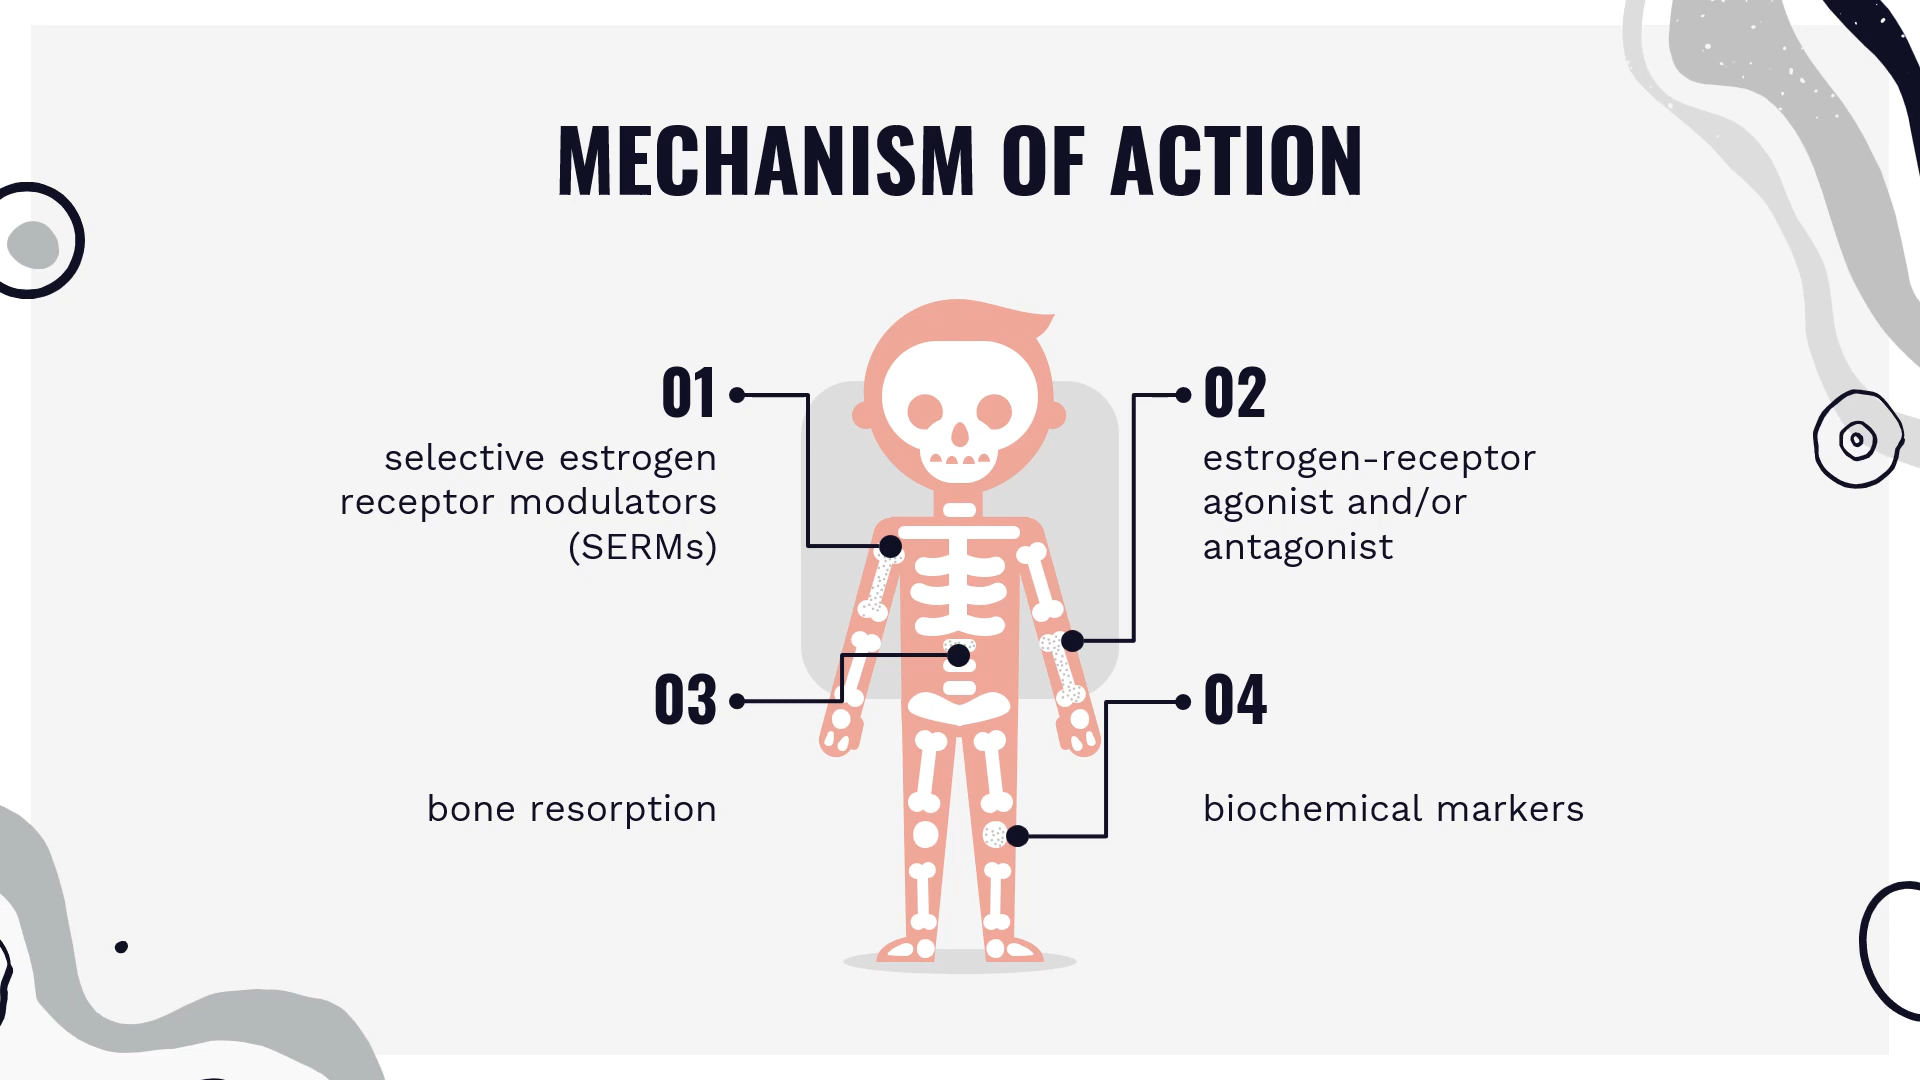 MECHANISM OF ACTION
01
selective estrogen
receptor modulators
(SERMs)
02
estrogen-receptor
agonist and/or
antagonist
03
bone resorption
04
biochemical markers